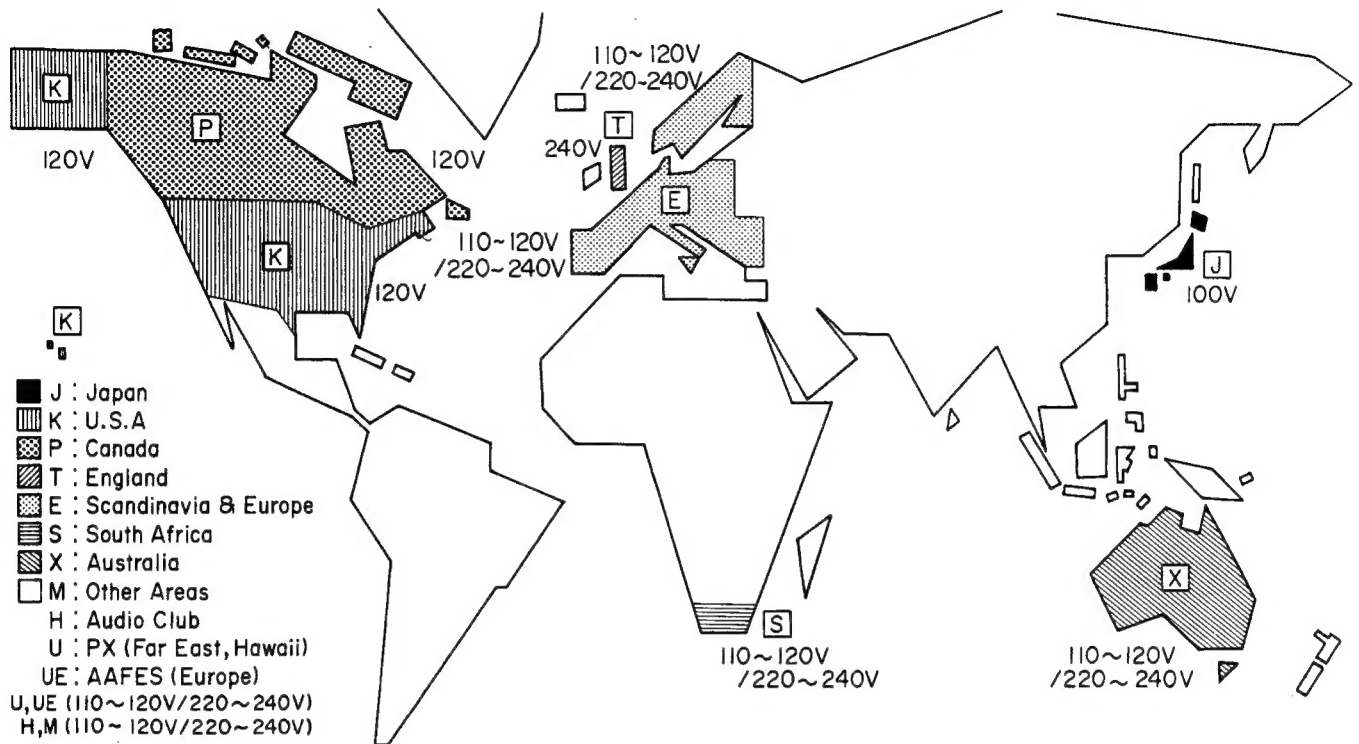 110~120V
/220~240V
K
P
T
120V
240V
120V
E
110~120V
/220~240V
K
J
120V
100V
K
J : Japan
K : U.S.A
P : Canada
T : England
E : Scandinavia & Europe
S : South Africa
X : Australia
M : Other Areas
H : Audio Club
U : PX (Far East, Hawaii)
UE : AAFES (Europe)
U,UE (110~120V/220~240V)
H,M (110~120V/220~240V)
X
S
110~120V
/220~240V
110~120V
/220~240V